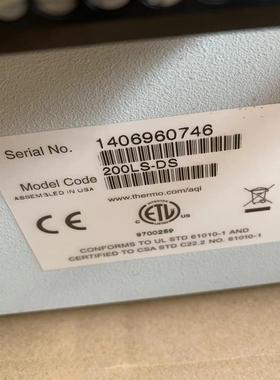 Serial No. 1406960746
Model Code 200LS-DS
ASSEMBLED IN USA
www.thermo.com/aqi
CE
ETL
9700259
CONFORMS TO UL STD 61010-1 AND
CERTIFIED TO CSA STD C22.2 NO. 61010-1